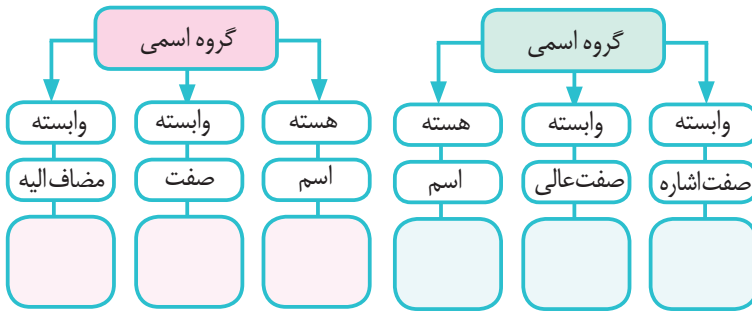 گروه اسمی
وابسته
وابسته
هسته
صفت اشاره
صفت عالی
اسم
گروه اسمی
هسته
وابسته
وابسته
اسم
صفت
مضاف الیه